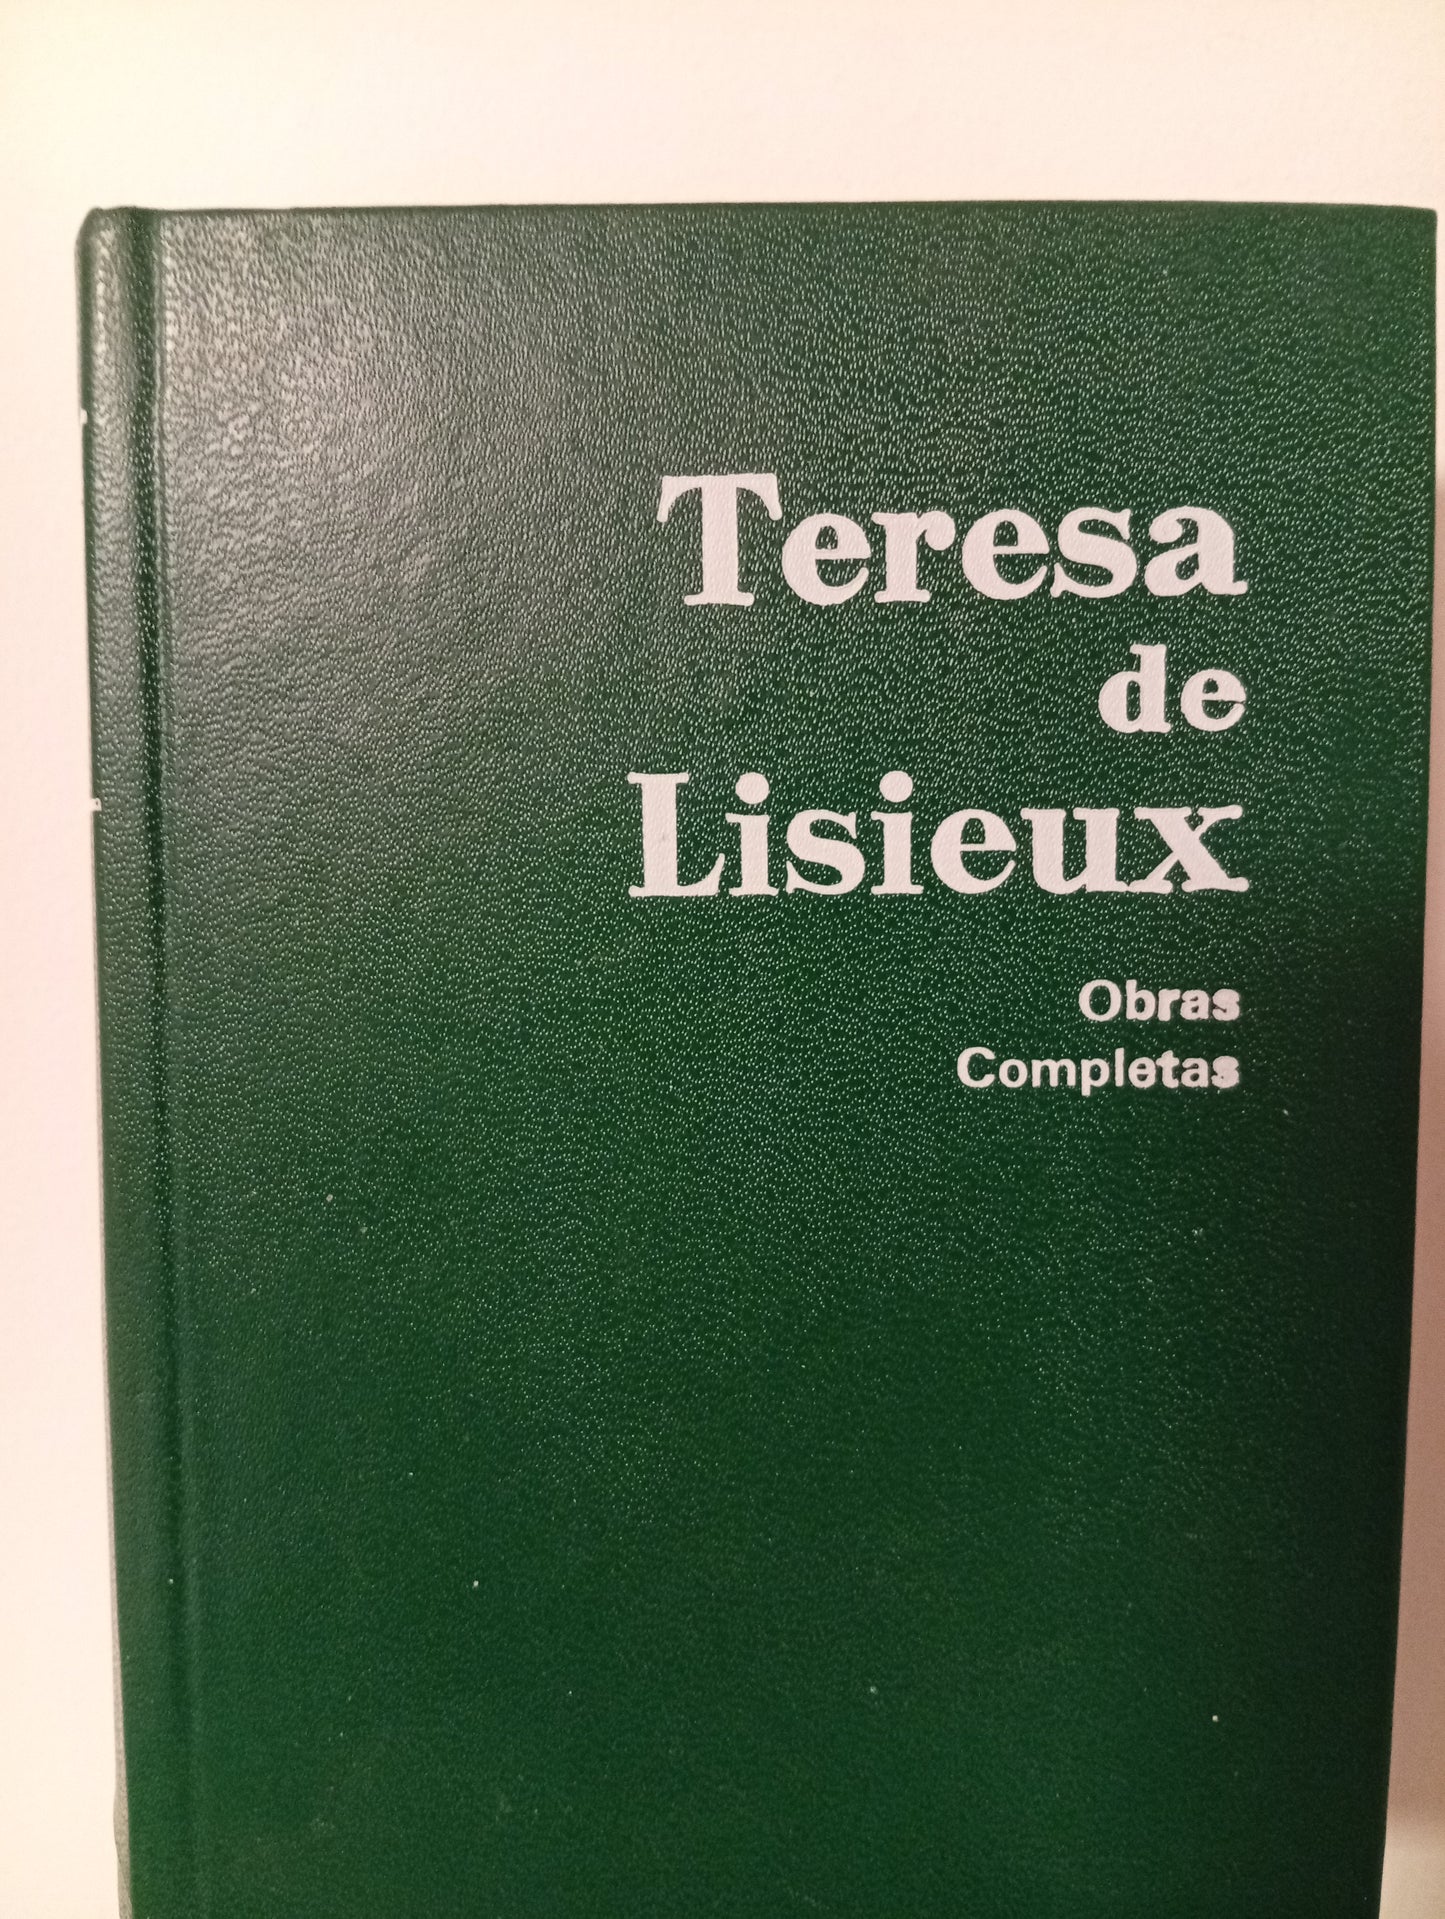 Teresa
de
Lisieux
Obras
Completas